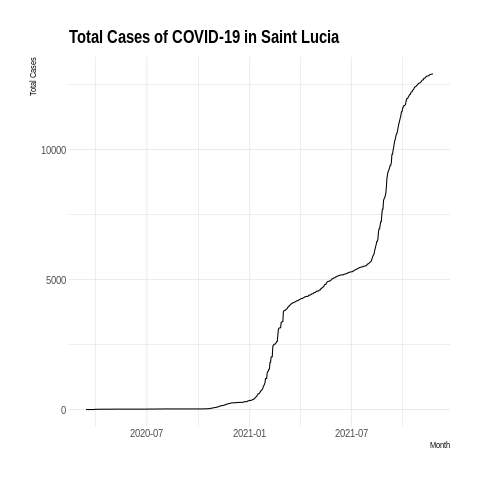 Total Cases of COVID-19 in Saint Lucia
Total Cases
10000
5000
0
2020-07
2021-01
2021-07
Month